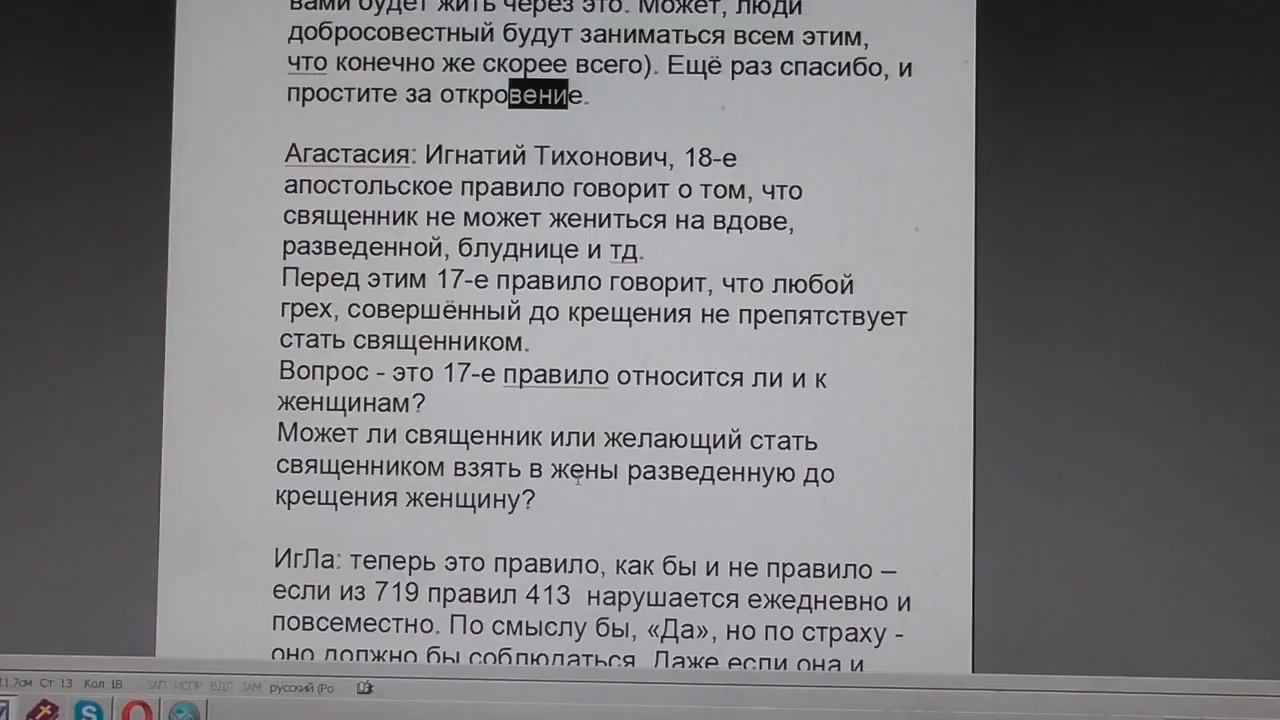 вами будет жить через это. Может, люди
добросовестный будут заниматься всем этим,
что конечно же скорее всего). Ещё раз спасибо, и
простите за откровение.
Агастасия: Игнатий Тихонович, 18-е
апостольское правило говорит о том, что
священник не может жениться на вдове,
разведенной, блуднице и тд.
Перед этим 17-е правило говорит, что любой
грех, совершённый до крещения не препятствует
стать священником.
Вопрос - это 17-е правило относится ли и к
женщинам?
Может ли священник или желающий стать
священником взять в жены разведенную до
крещения женщину?
ИгЛа: теперь это правило, как бы и не правило –
если из 719 правил 413 нарушается ежедневно и
повсеместно. По смыслу бы, «Да», но по страху -
оно должно бы соблюдаться. Даже если она и
11.7см Ст 13 Кол 18 ЗАП ИСПР ВДЛ ЗАМ русский (Ро